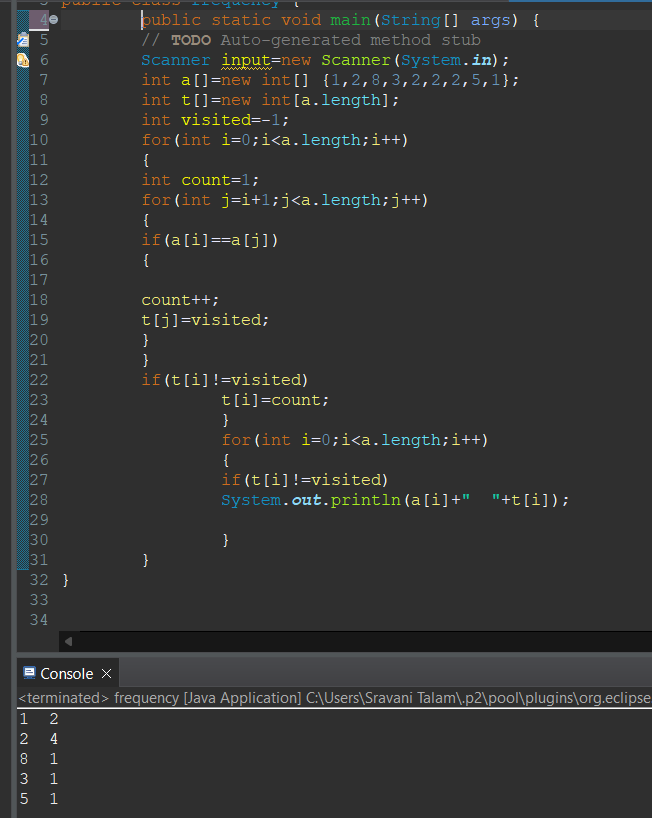 3 public class frequency {
4 public static void main(String[] args) {
5 // TODO Auto-generated method stub
6 Scanner input=new Scanner(System.in);
7 int a[]=new int[] {1,2,8,3,2,2,2,5,1};
8 int t[]=new int[a.length];
9 int visited=-1;
10 for(int i=0;i<a.length;i++)
11 {
12 int count=1;
13 for(int j=i+1;j<a.length;j++)
14 {
15 if(a[i]==a[j])
16 {
17
18 count++;
19 t[j]=visited;
20 }
21 }
22 if(t[i]!=visited)
23 t[i]=count;
24 }
25 for(int i=0;i<a.length;i++)
26 {
27 if(t[i]!=visited)
28 System.out.println(a[i]+"  "+t[i]);
29
30 }
31 }
32 }
33
34
Console
<terminated> frequency [Java Application] C:\Users\Sravani Talam\.p2\pool\plugins\org.eclipse
1 2
2 4
8 1
3 1
5 1